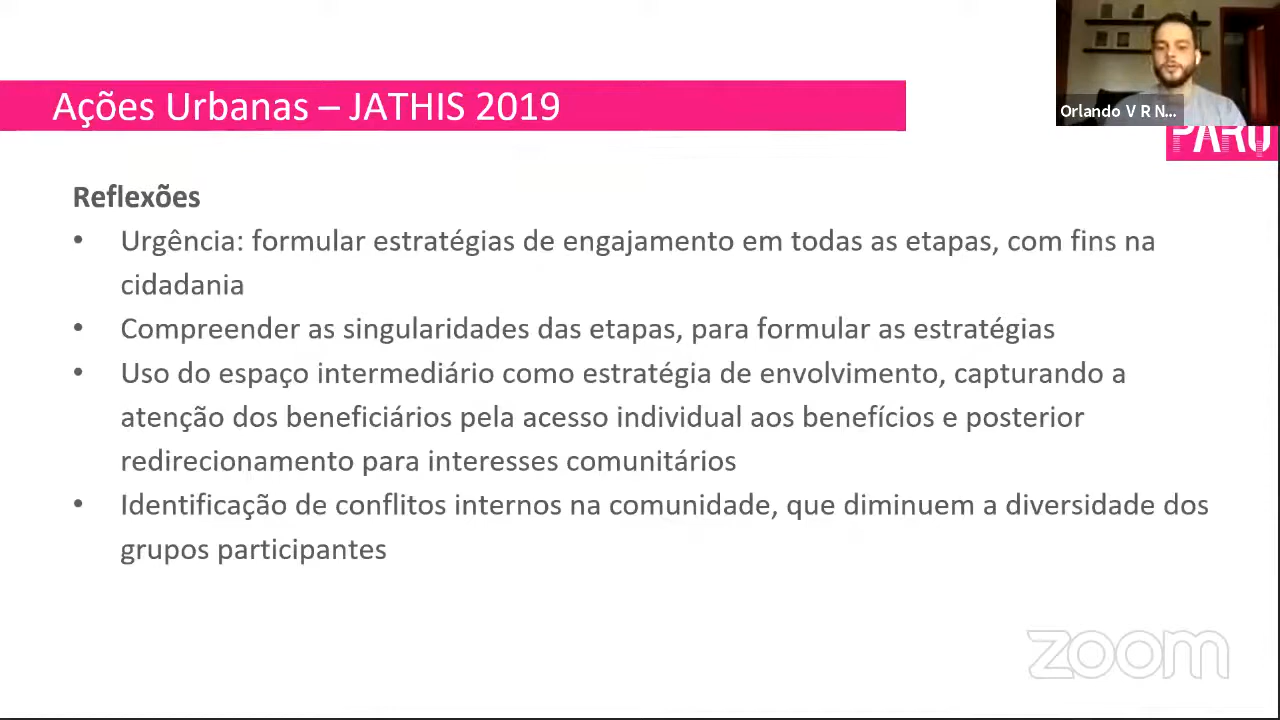 Ações Urbanas – JATHIS 2019
Orlando V R N...
PARQ
Reflexões
• Urgência: formular estratégias de engajamento em todas as etapas, com fins na
cidadania
• Compreender as singularidades das etapas, para formular as estratégias
• Uso do espaço intermediário como estratégia de envolvimento, capturando a
atenção dos beneficiários pela acesso individual aos benefícios e posterior
redirecionamento para interesses comunitários
• Identificação de conflitos internos na comunidade, que diminuem a diversidade dos
grupos participantes
zoom